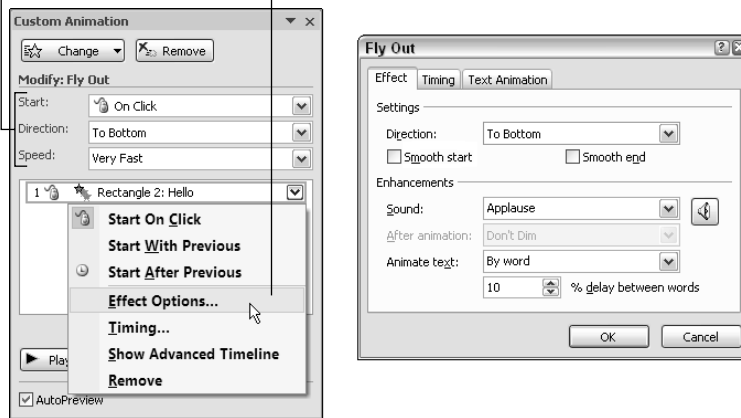 Custom Animation
Change
Remove
Modify: Fly Out
Start: On Click
Direction: To Bottom
Speed: Very Fast
1 Rectangle 2: Hello
Start On Click
Start With Previous
Start After Previous
Effect Options...
Timing...
Show Advanced Timeline
Remove
Play
AutoPreview
Fly Out
Effect Timing Text Animation
Settings
Direction: To Bottom
Smooth start Smooth end
Enhancements
Sound: Applause
After animation: Don't Dim
Animate text: By word
10 % delay between words
OK Cancel